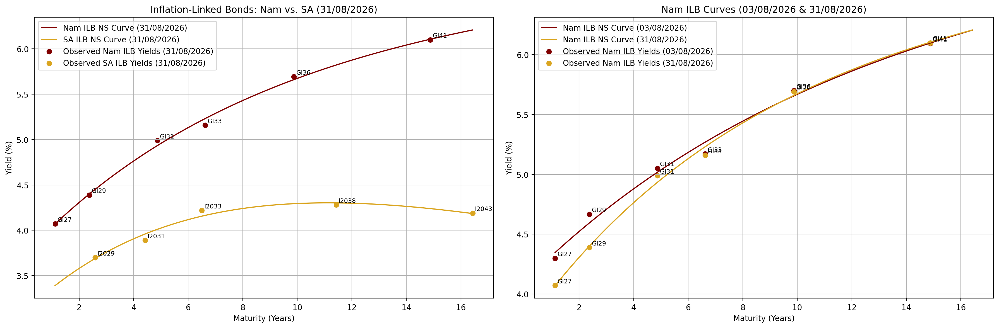 Inflation-Linked Bonds: Nam vs. SA (31/08/2026)
Nam ILB NS Curve (31/08/2026)
SA ILB NS Curve (31/08/2026)
Observed Nam ILB Yields (31/08/2026)
Observed SA ILB Yields (31/08/2026)
Yield (%)
6.0
5.5
5.0
4.5
4.0
3.5
GI27
GI29
GI31
GI33
GI36
GI41
I2029
I2031
I2033
I2038
I2043
2
4
6
8
10
12
14
16
Maturity (Years)
Nam ILB Curves (03/08/2026 & 31/08/2026)
Nam ILB NS Curve (03/08/2026)
Nam ILB NS Curve (31/08/2026)
Observed Nam ILB Yields (03/08/2026)
Observed Nam ILB Yields (31/08/2026)
Yield (%)
6.0
5.5
5.0
4.5
4.0
GI27
GI27
GI29
GI29
GI31
GI31
GI33
GI33
GI36
GI36
GI41
GI41
2
4
6
8
10
12
14
16
Maturity (Years)